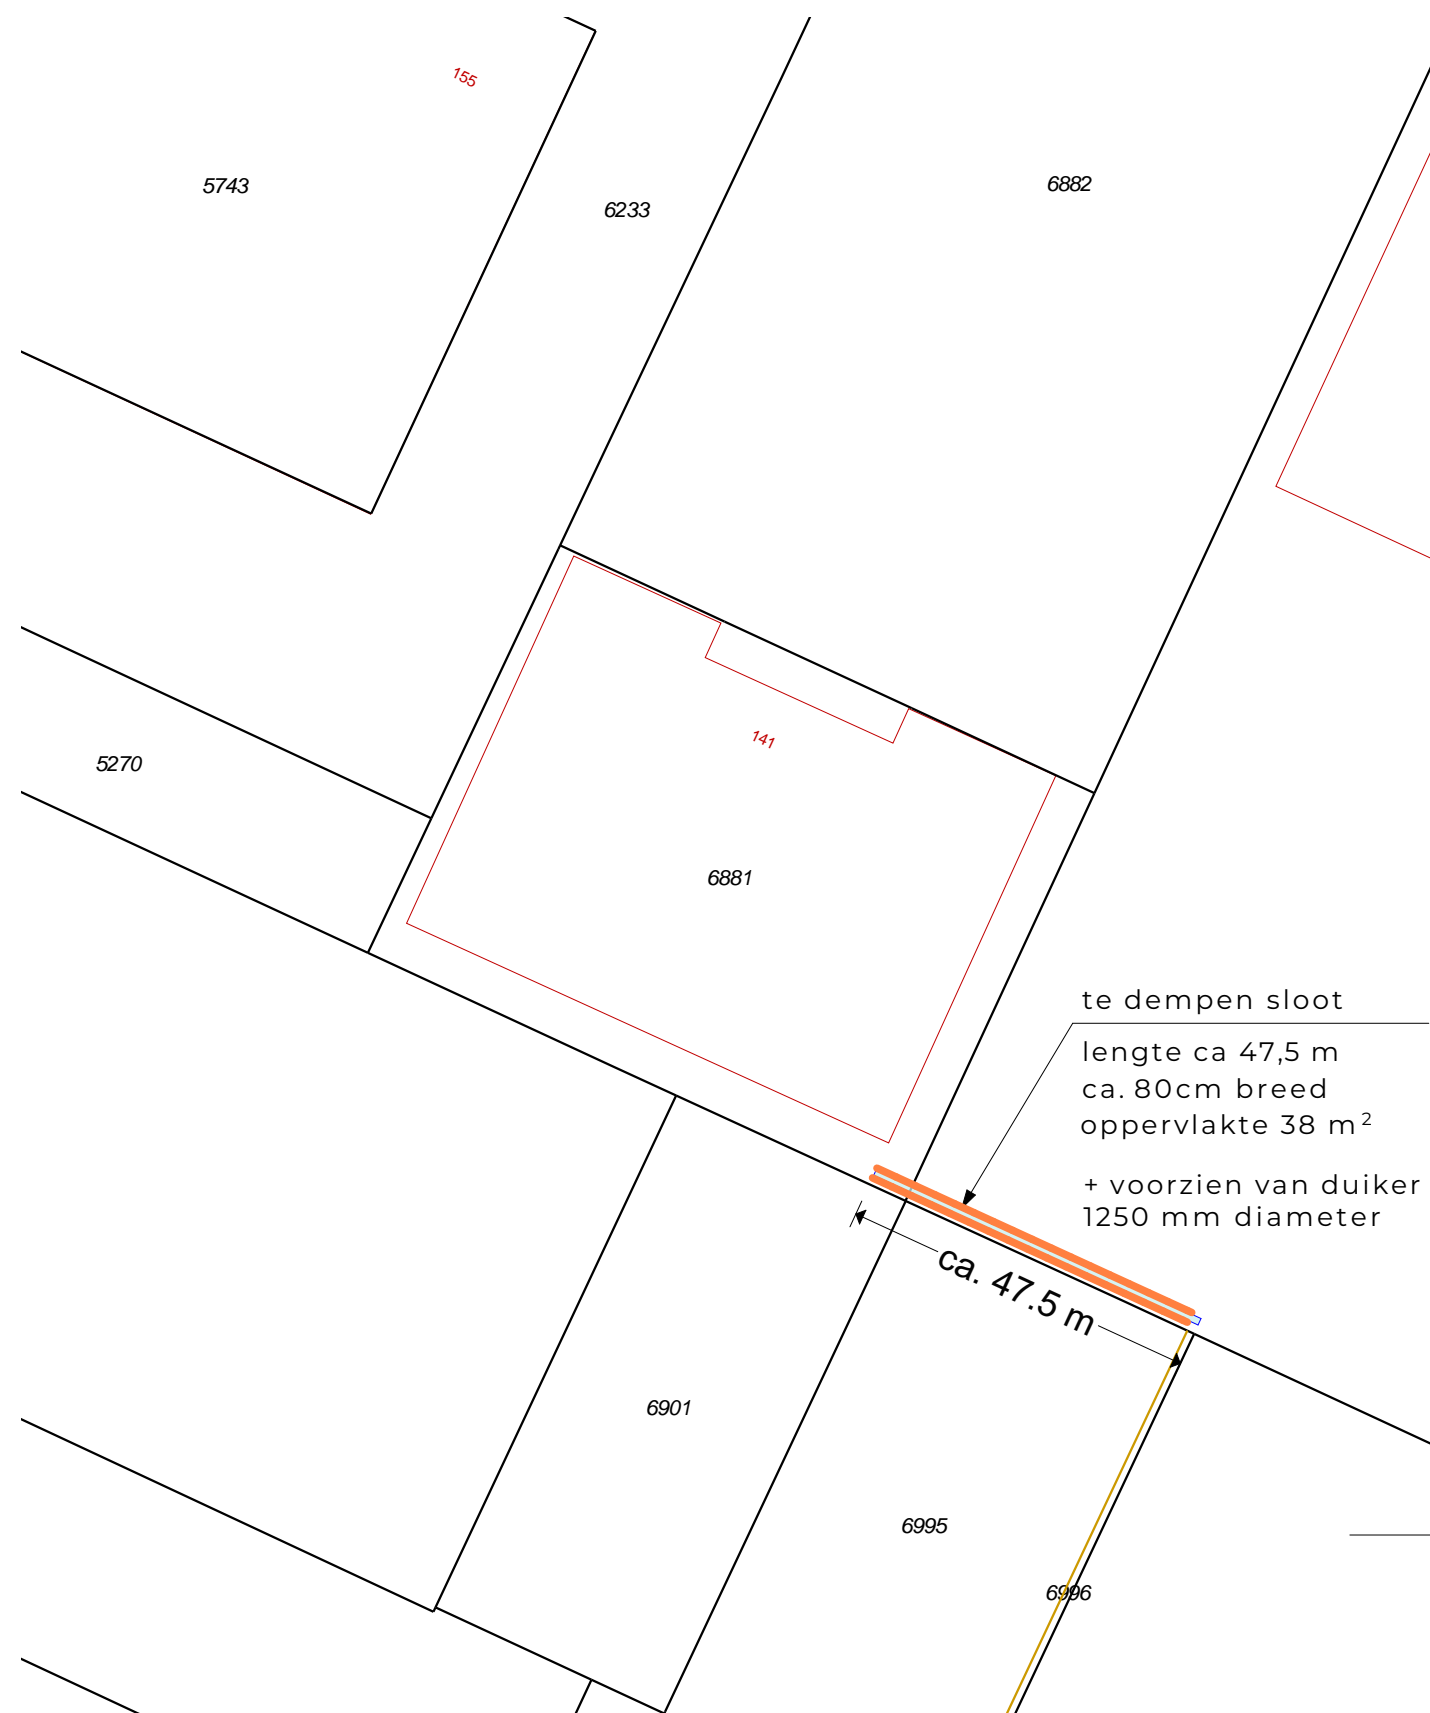 155
5743
6882
6233
141
5270
6881
te dempen sloot
lengte ca 47,5 m
ca. 80cm breed
oppervlakte 38 m²
+ voorzien van duiker
1250 mm diameter
ca. 47.5 m
6901
6995
6996